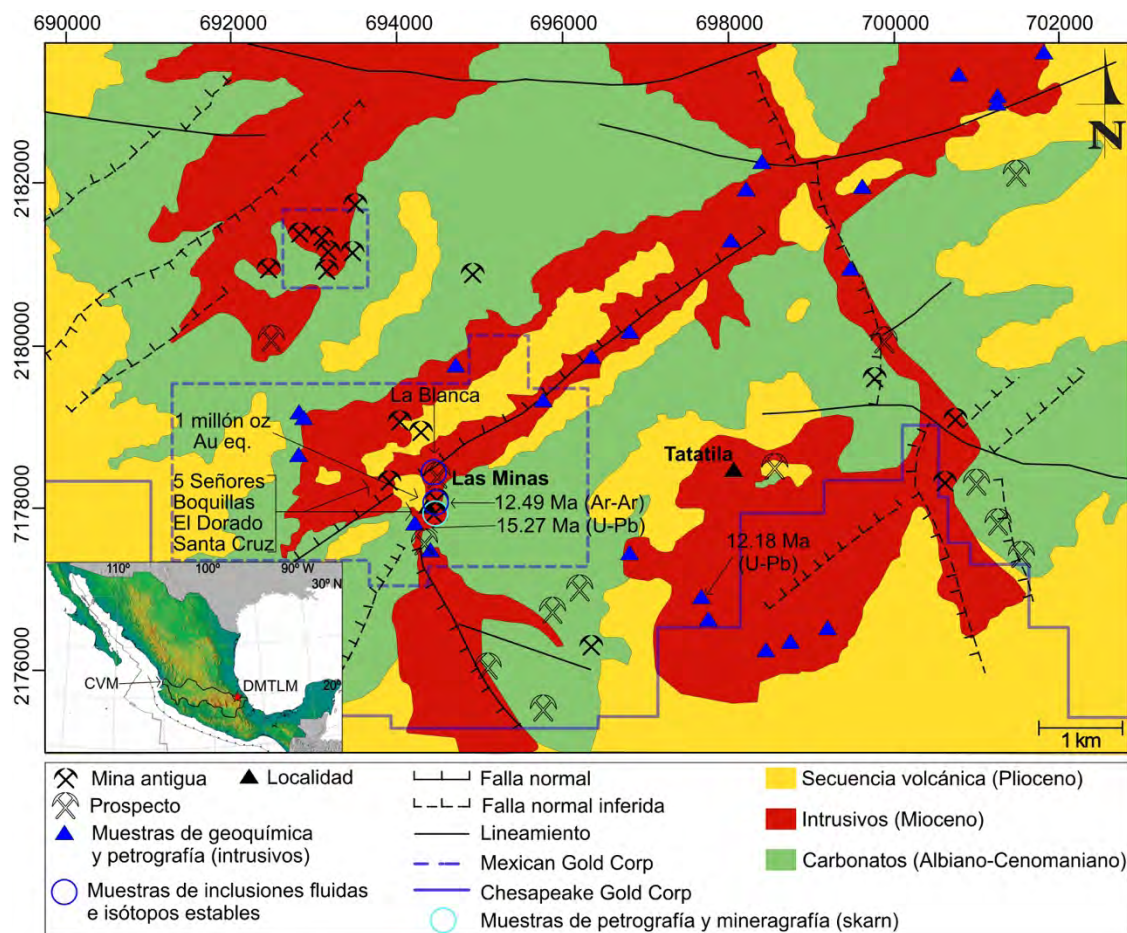 690000 692000 694000 696000 698000 700000 702000
2182000
2180000
2178000
2176000
N
La Blanca
1 millón oz
Au eq.
5 Señores
Boquillas
El Dorado
Santa Cruz
Las Minas
12.49 Ma (Ar-Ar)
15.27 Ma (U-Pb)
Tatatila
12.18 Ma
(U-Pb)
1 km
110° 100° 90° W
30° N
20°
CVM
DMTLM
Mina antigua
Localidad
Prospecto
Muestras de geoquímica
y petrografía (intrusivos)
Muestras de inclusiones fluidas
e isótopos estables
Falla normal
Falla normal inferida
Lineamiento
Mexican Gold Corp
Chesapeake Gold Corp
Muestras de petrografía y mineragrafía (skarn)
Secuencia volcánica (Plioceno)
Intrusivos (Mioceno)
Carbonatos (Albiano-Cenomaniano)